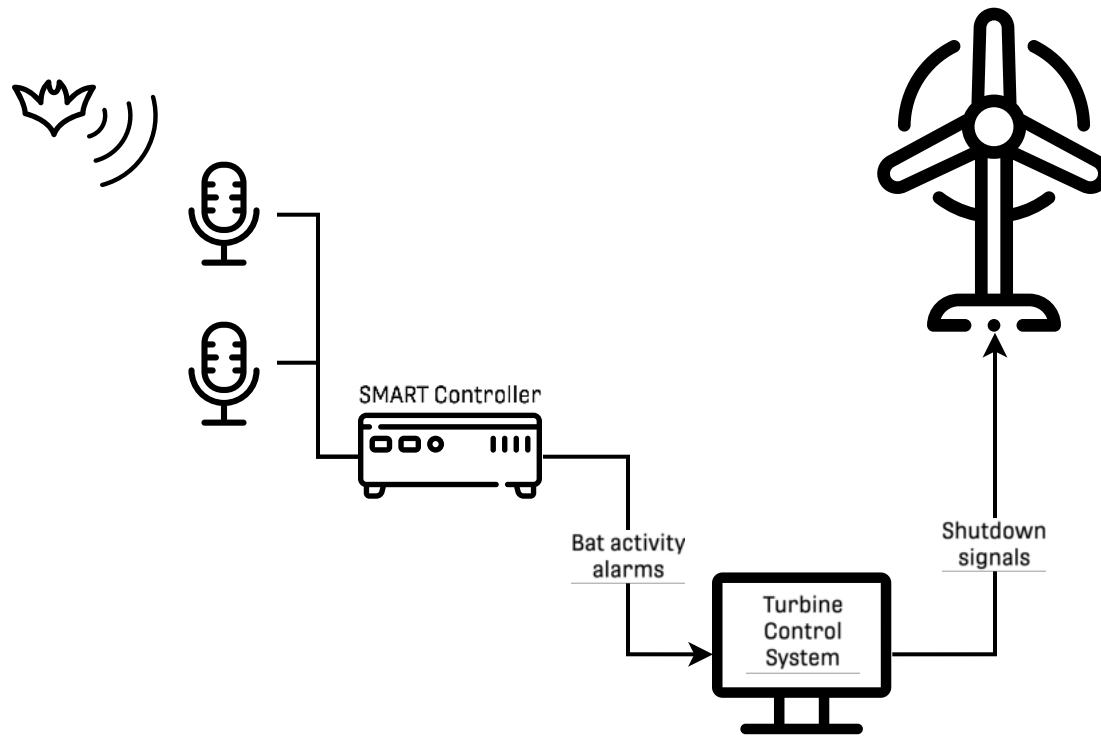 SMART Controller
Bat activity
alarms
Shutdown
signals
Turbine
Control
System